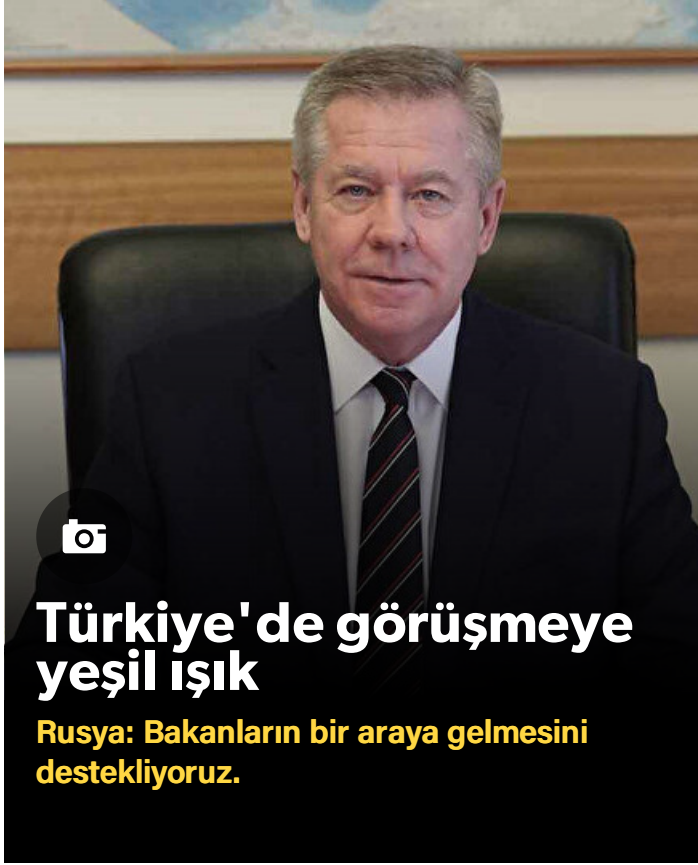 Türkiye'de görüşmeye
yeşil ışık
Rusya: Bakanların bir araya gelmesini
destekliyoruz.